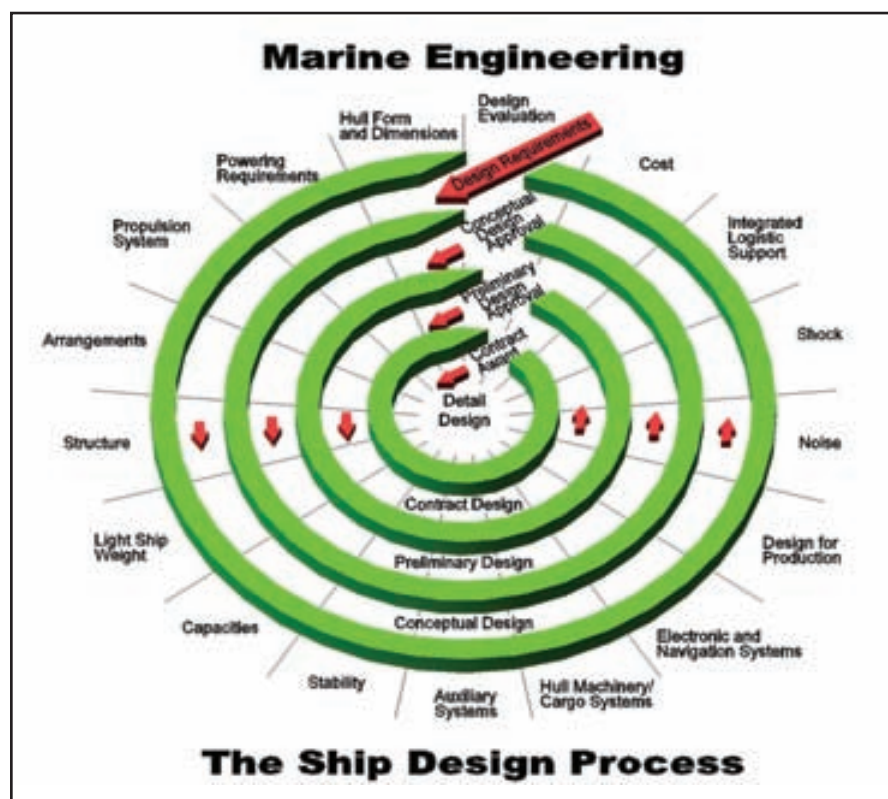 Marine Engineering
Design
Evaluation
Hull Form
and Dimensions
Design Requirements
Cost
Powering
Requirements
Conceptual
Design
Approval
Integrated
Logistic
Support
Propulsion
System
Preliminary
Design
Approval
Arrangements
Contract
Award
Shock
Detail
Design
Structure
Noise
Contract Design
Light Ship
Weight
Preliminary Design
Design for
Production
Capacities
Conceptual Design
Electronic and
Navigation Systems
Stability
Auxiliary
Systems
Hull Machinery/
Cargo Systems
The Ship Design Process